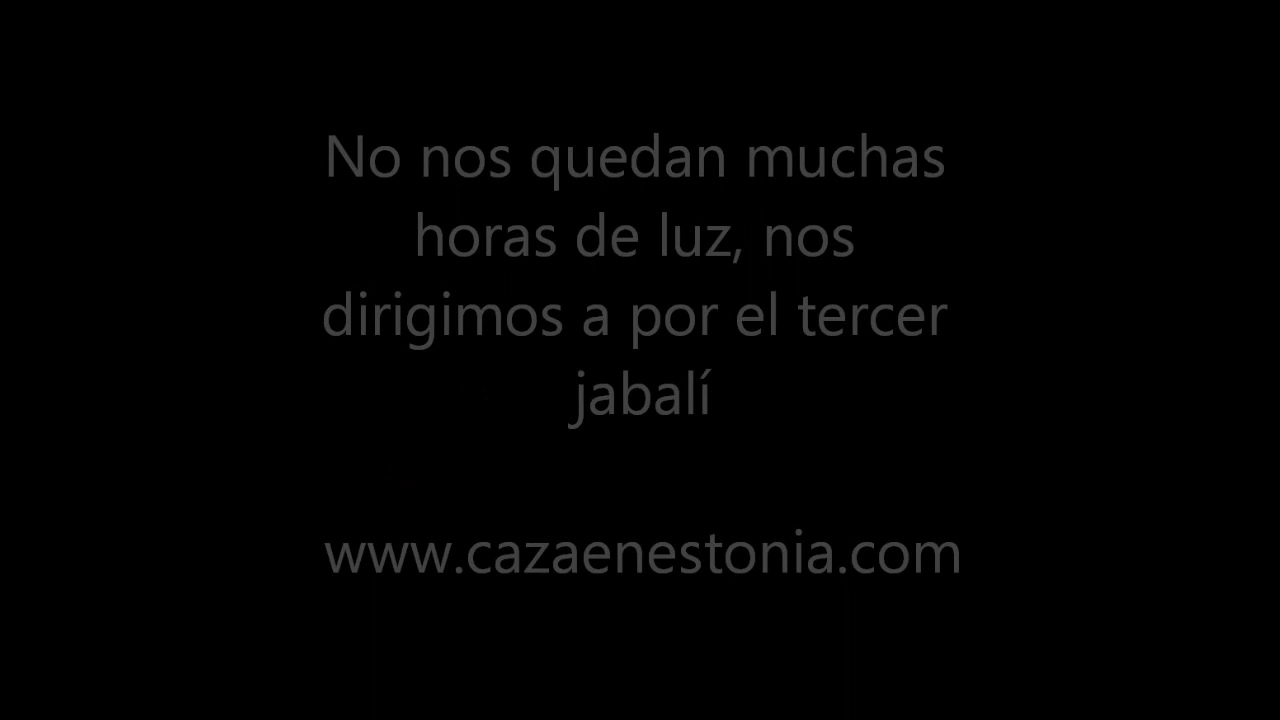 No nos quedan muchas
horas de luz, nos
dirigimos a por el tercer
jabalí
www.cazaenestonia.com